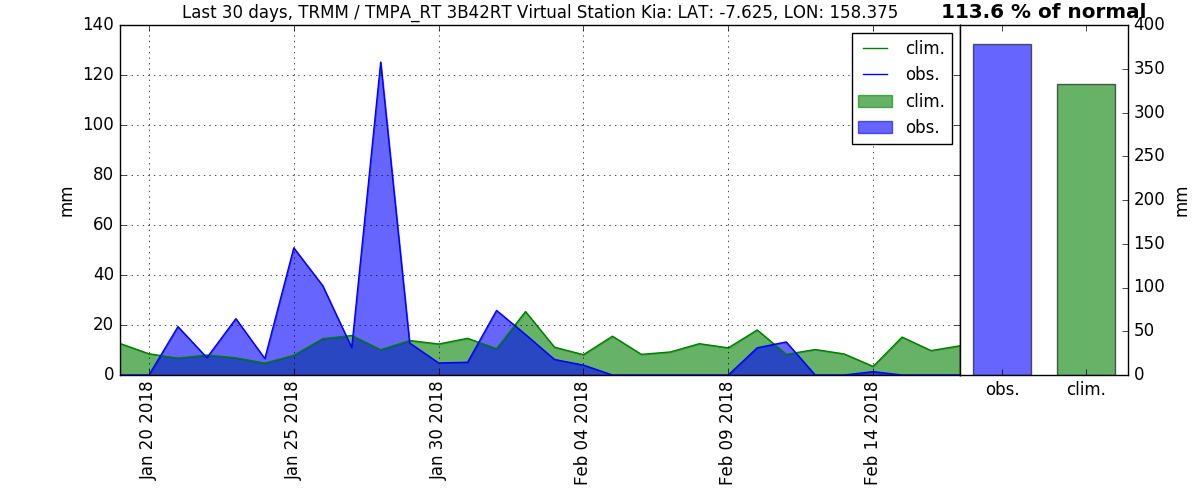 Last 30 days, TRMM / TMPA_RT 3B42RT Virtual Station Kia: LAT: -7.625, LON: 158.375
113.6 % of normal
140
120
100
80
60
40
20
0
mm
clim.
obs.
clim.
obs.
Jan 20 2018
Jan 25 2018
Jan 30 2018
Feb 04 2018
Feb 09 2018
Feb 14 2018
400
350
300
250
200
150
100
50
0
mm
obs.
clim.